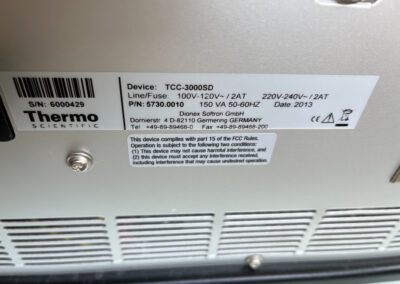 S/N: 6000429
Thermo
SCIENTIFIC
Device: TCC-3000SD
Line/Fuse: 100V-120V~ / 2AT 220V-240V~ / 2AT
P/N: 5730.0010 150 VA 50-60HZ Date: 2013
Dionex Softron GmbH
Dornierstr. 4 D-82110 Germering GERMANY
Tel +49-89-89468-0 Fax +49-89-89468-200
CE
This device complies with part 15 of the FCC Rules.
Operation is subject to the following two conditions:
(1) This device may not cause harmful interference, and
(2) this device must accept any interference received,
including interference that may cause undesired operation.